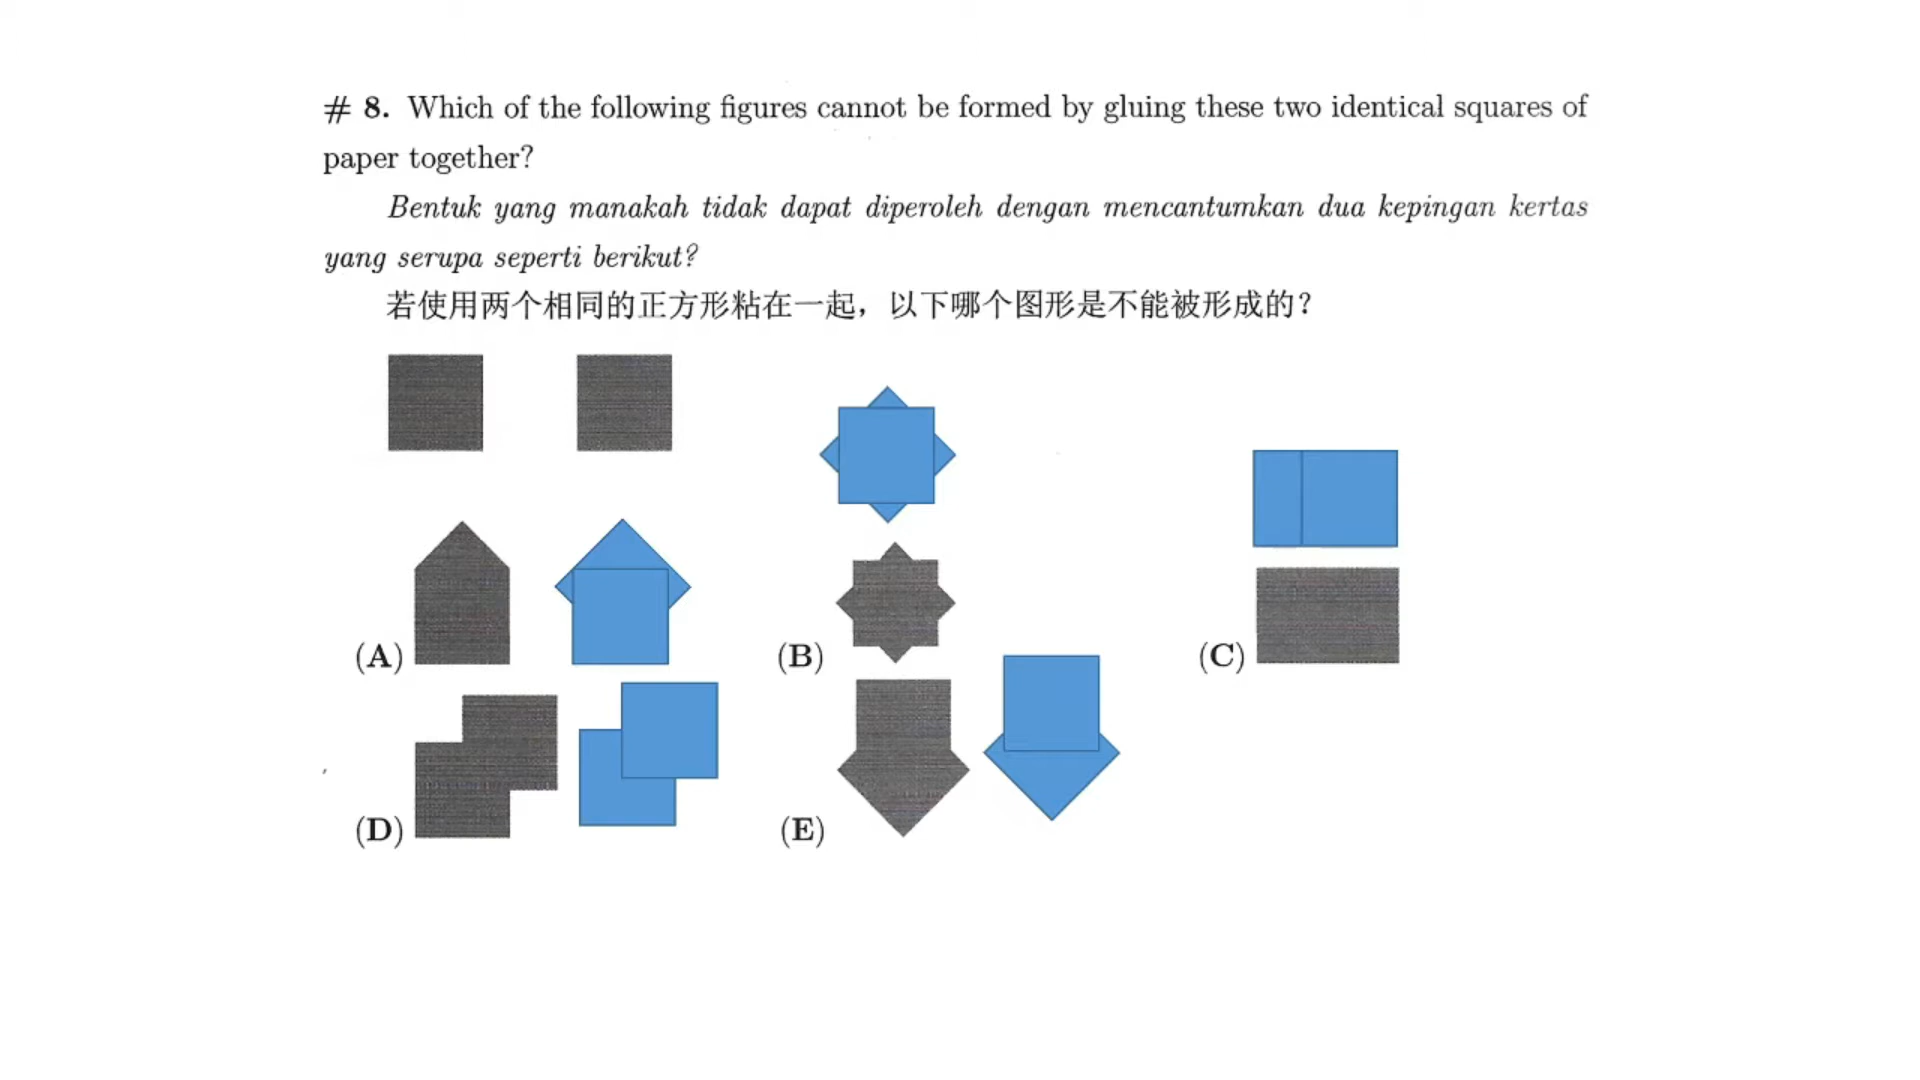 # 8. Which of the following figures cannot be formed by gluing these two identical squares of
paper together?
Bentuk yang manakah tidak dapat diperoleh dengan mencantumkan dua kepingan kertas
yang serupa seperti berikut?
若使用两个相同的正方形粘在一起，以下哪个图形是不能被形成的？
(A)
(B)
(C)
(D)
(E)